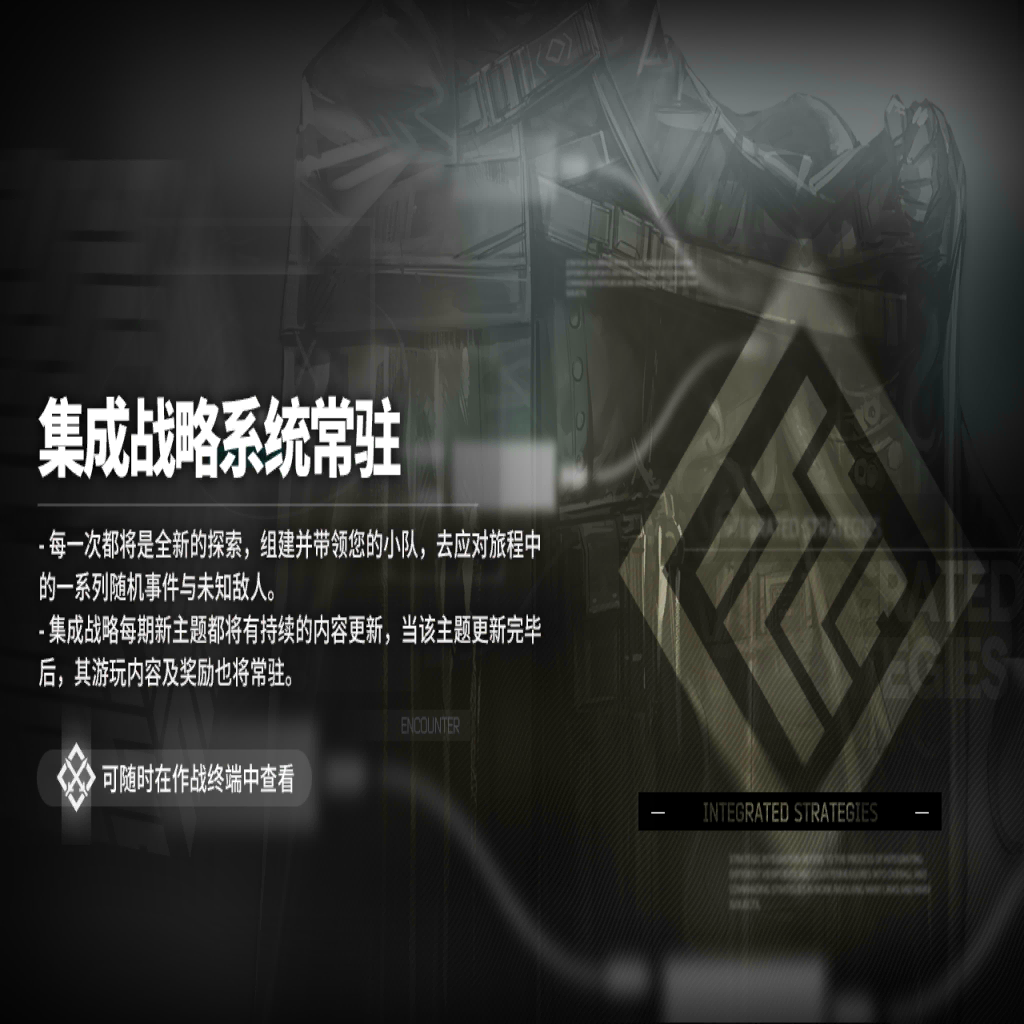 集成战略系统常驻
- 每一次都将是全新的探索，组建并带领您的小队，去应对旅程中
的一系列随机事件与未知敌人。
- 集成战略每期新主题都将有持续的内容更新，当该主题更新完毕
后，其游玩内容及奖励也将常驻。
ENCOUNTER
可随时在作战终端中查看
INTEGRATED STRATEGIES